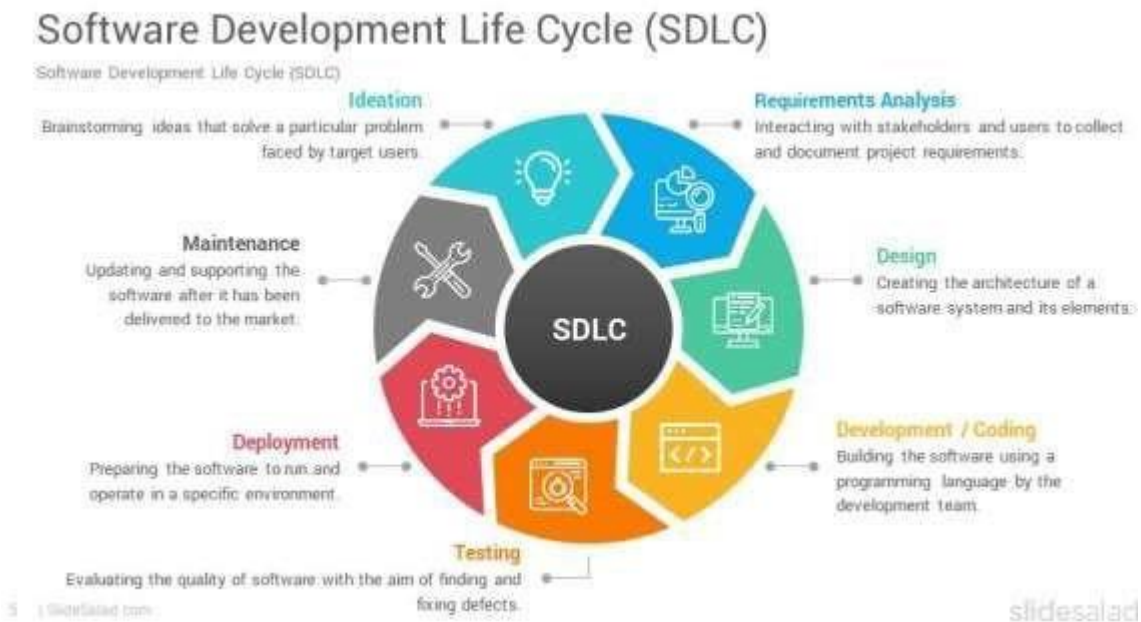 Software Development Life Cycle (SDLC)
Software Development Life Cycle (SDLC)
Ideation
Brainstorming ideas that solve a particular problem
faced by target users.
Requirements Analysis
Interacting with stakeholders and users to collect
and document project requirements.
Maintenance
Updating and supporting the
software after it has been
delivered to the market.
Design
Creating the architecture of a
software system and its elements.
SDLC
</>
Deployment
Preparing the software to run and
operate in a specific environment.
Development / Coding
Building the software using a
programming language by the
development team.
Testing
Evaluating the quality of software with the aim of finding and
fixing defects.
5 | SlideSalad.com
slidesalad